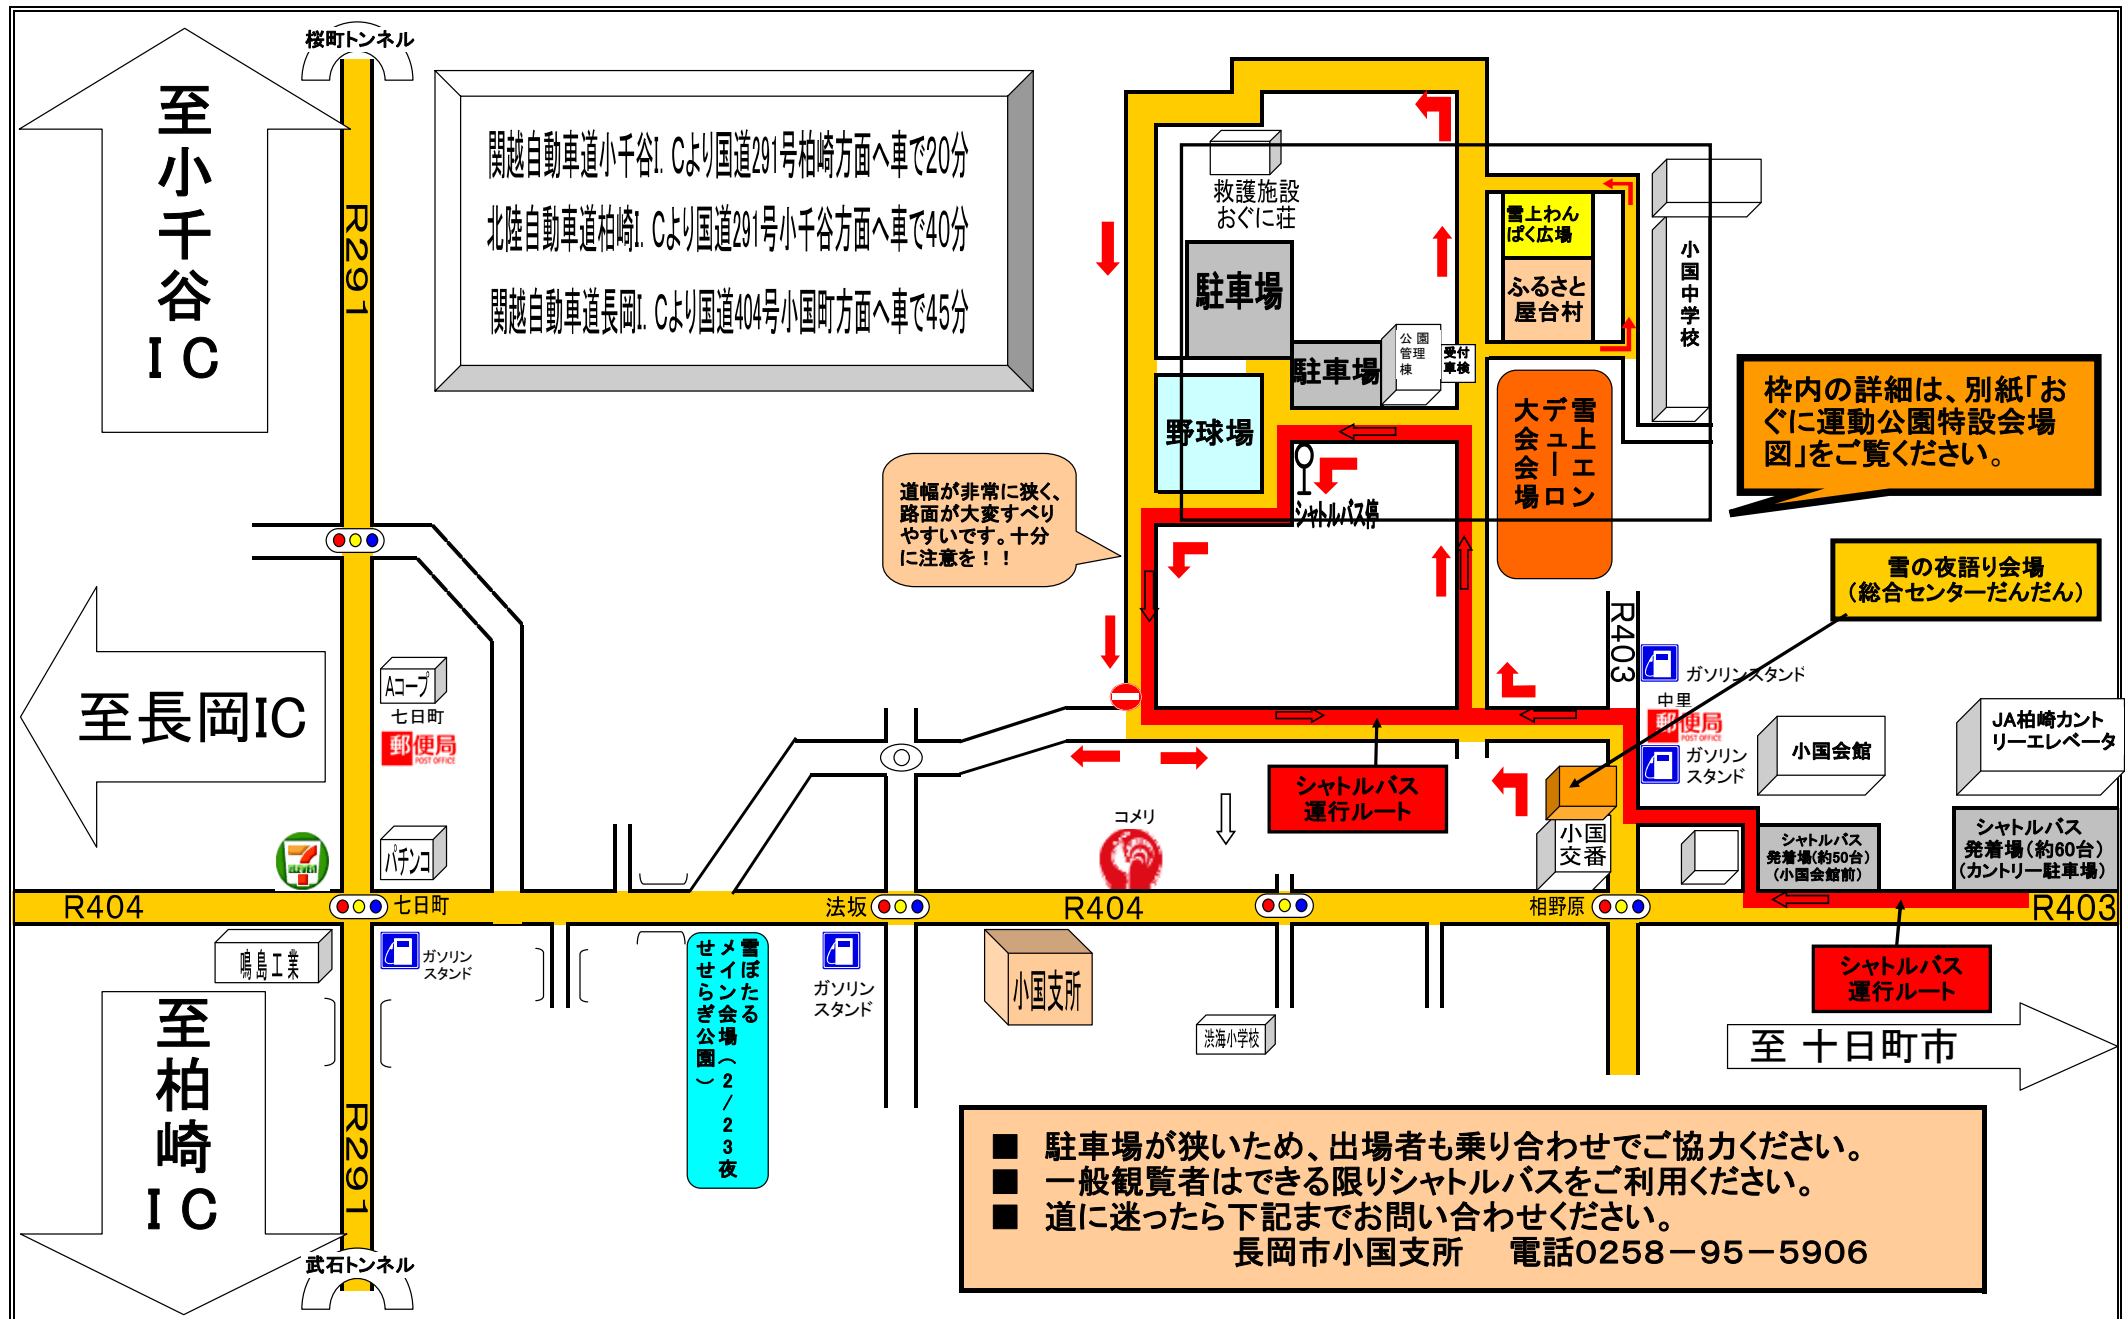 桜町トンネル
至小千谷IC
R291
関越自動車道小千谷I.Cより国道291号柏崎方面へ車で20分
北陸自動車道柏崎I.Cより国道291号小千谷方面へ車で40分
関越自動車道長岡I.Cより国道404号小国町方面へ車で45分
救護施設
おぐに荘
駐車場
駐車場
公園
管理
棟
受付
車検
野球場
雪上わん
ぱく広場
ふるさと
屋台村
小国中学校
雪上エン
デューロ
大会会場
枠内の詳細は、別紙「お
ぐに運動公園特設会場
図」をご覧ください。
道幅が非常に狭く、
路面が大変すべり
やすいです。十分
に注意を！！
シャトルバス停
雪の夜語り会場
（総合センターだんだん）
R403
ガソリンスタンド
中里
郵便局
POST OFFICE
ガソリン
スタンド
小国会館
JA柏崎カント
リーエレベータ
至長岡IC
Aコープ
七日町
郵便局
POST OFFICE
パチンコ
7
ELEVEN
シャトルバス
運行ルート
コメリ
小国
交番
シャトルバス
発着場（約50台）
（小国会館前）
シャトルバス
発着場（約60台）
（カントリー駐車場）
R404
七日町
法坂
R404
相野原
R403
鳴島工業
ガソリン
スタンド
雪ぼたる
メイン会場（2/23夜
せせらぎ公園）
ガソリン
スタンド
小国支所
渋海小学校
シャトルバス
運行ルート
至 十日町市
至柏崎IC
R291
武石トンネル
■ 駐車場が狭いため、出場者も乗り合わせでご協力ください。
■ 一般観覧者はできる限りシャトルバスをご利用ください。
■ 道に迷ったら下記までお問い合わせください。
長岡市小国支所 電話0258－95－5906